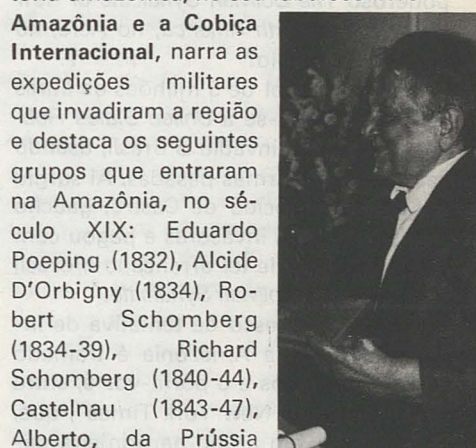 Amazônia e a Cobiça
Internacional, narra as
expedições militares
que invadiram a região
e destaca os seguintes
grupos que entraram
na Amazônia, no sé-
culo XIX: Eduardo
Poeping (1832), Alcide
D'Orbigny (1834), Ro-
bert Schomberg
(1834-39), Richard
Schomberg (1840-44),
Castelnau (1843-47),
Alberto, da Prússia